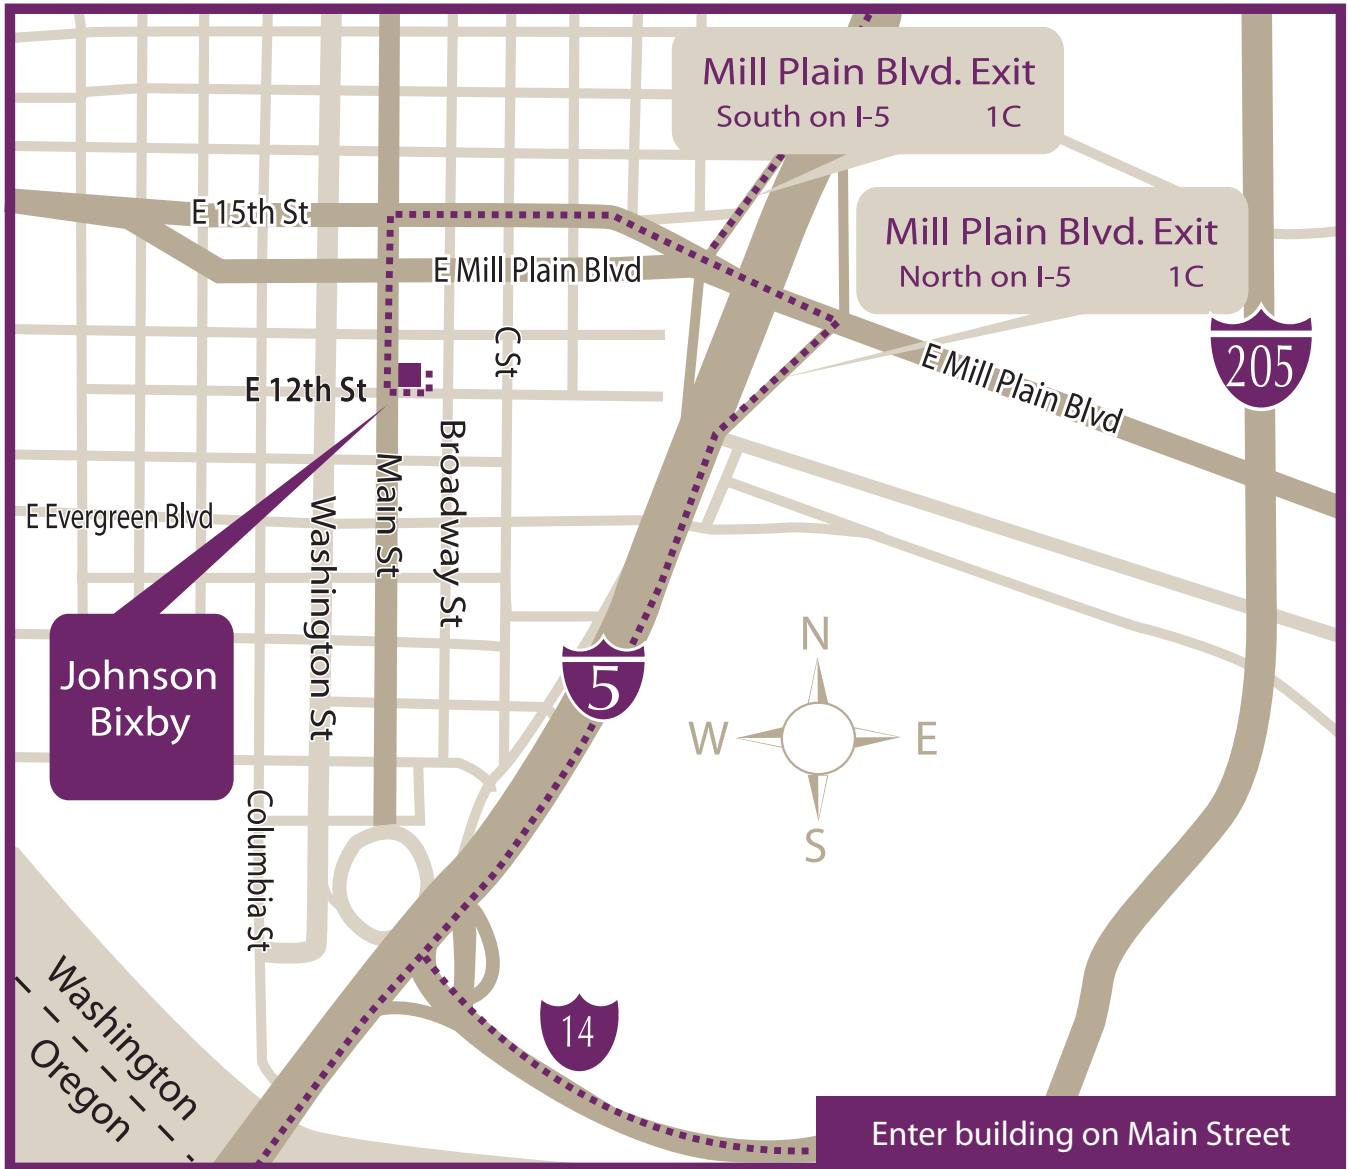 Mill Plain Blvd. Exit
South on I-5 1C
E 15th St
Mill Plain Blvd. Exit
North on I-5 1C
E Mill Plain Blvd
C St
205
E Mill Plain Blvd
E 12th St
Broadway St
Main St
Washington St
E Evergreen Blvd
Johnson
Bixby
5
N
W
E
S
Columbia St
Washington
Oregon
14
Enter building on Main Street